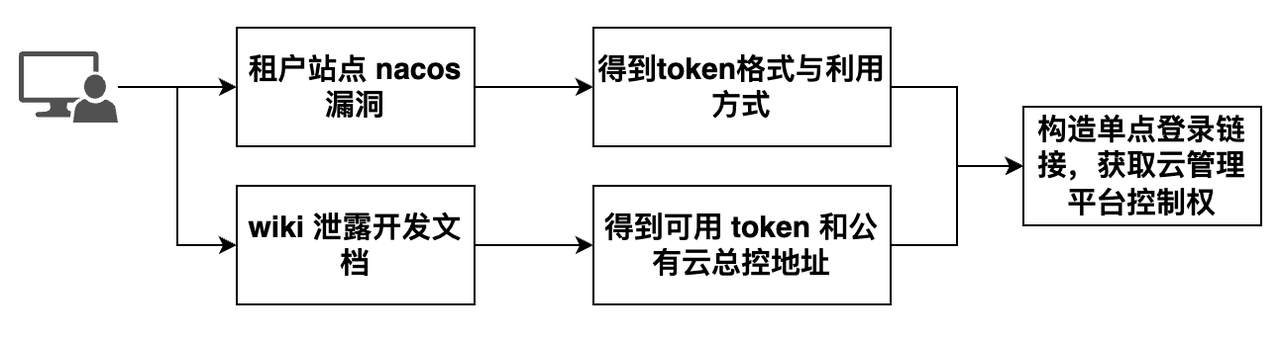 租户站点 nacos
漏洞
得到token格式与利用
方式
wiki 泄露开发文
档
得到可用 token 和公
有云总控地址
构造单点登录链
接，获取云管理
平台控制权